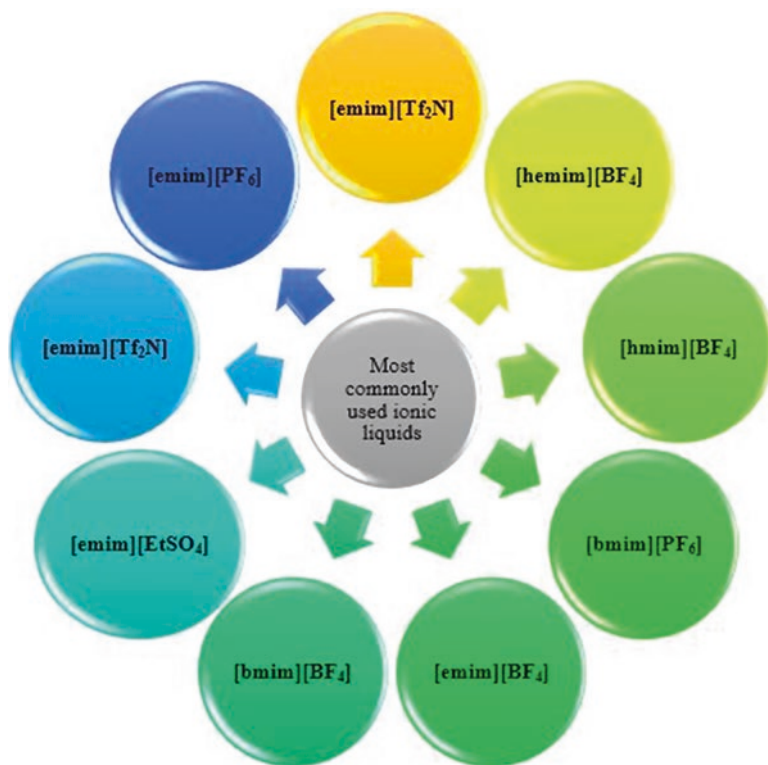 [emim][Tf₂N]
[hemim][BF₄]
[hmim][BF₄]
[bmim][PF₆]
[emim][BF₄]
[bmim][BF₄]
[emim][EtSO₄]
[emim][Tf₂N]
[emim][PF₆]
Most
commonly
used ionic
liquids